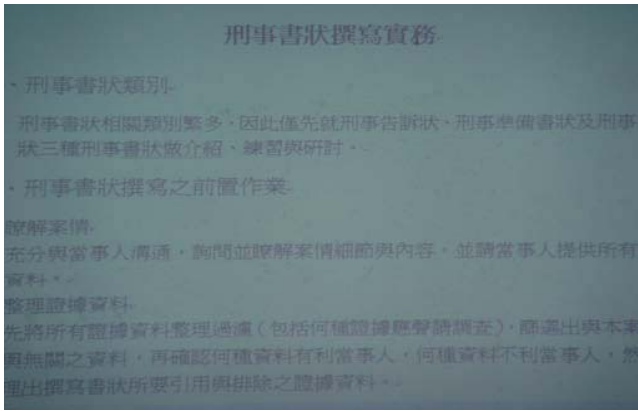 刑事書狀撰寫實務
、刑事書狀類別
刑事書狀相關類別繁多，因此僅先就刑事告訴狀、刑事準備書狀及刑事
狀三種刑事書狀做介紹、練習與研討。
、刑事書狀撰寫之前置作業
瞭解案情
充分與當事人溝通，詢問並瞭解案情細節與內容，並請當事人提供所有
資料。
整理證據資料
先將所有證據資料整理過濾（包括何種證據應聲請調查），篩選出與本案
與無關之資料，再確認何種資料有利當事人，何種資料不利當事人，然
理出撰寫書狀所要引用與排除之證據資料。